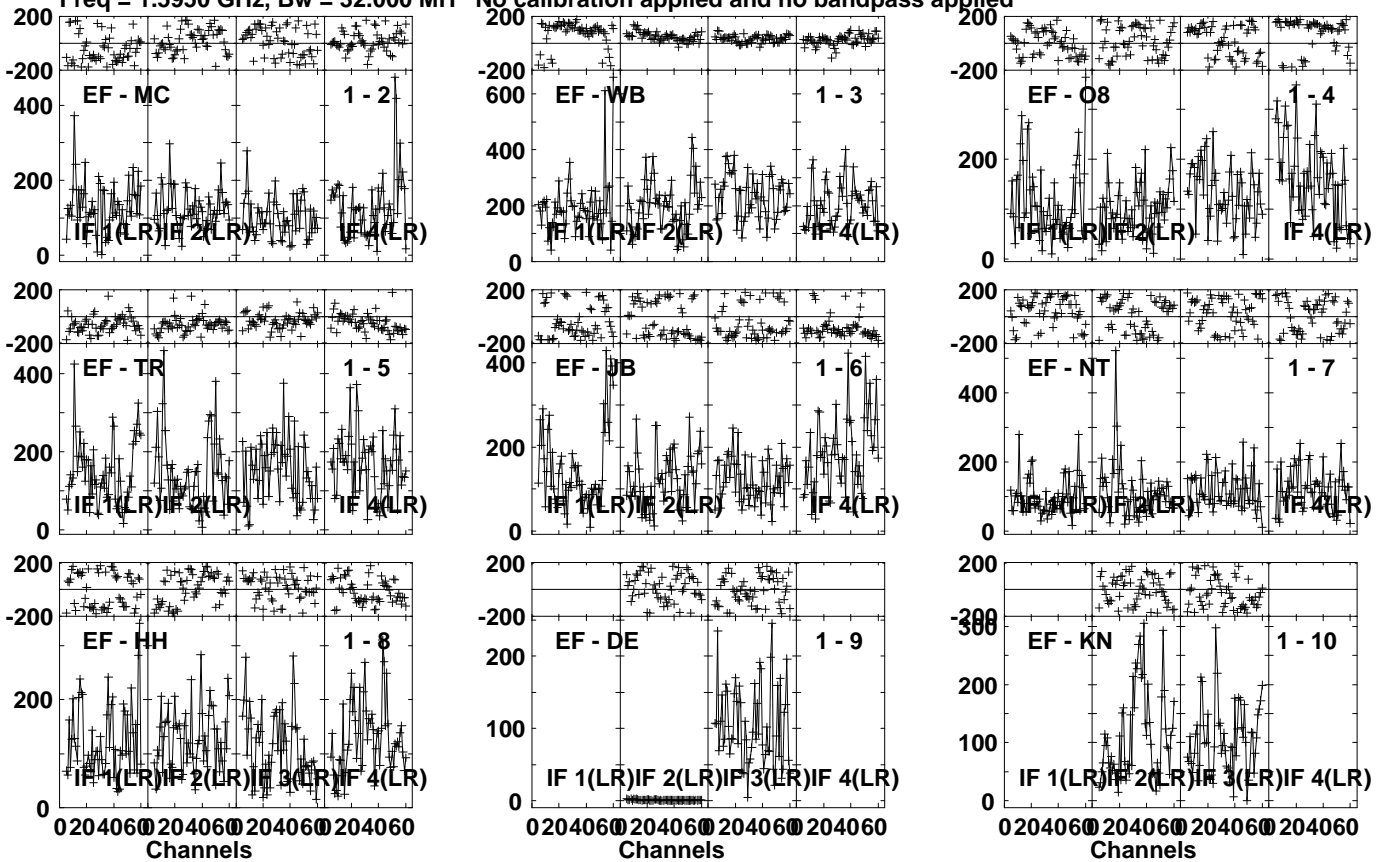 Freq = 1.5950 GHz, Bw = 32.000 MH No calibration applied and no bandpass applied
200
-200
EF - MC
1 - 2
400
200
0
IF 1(LR) IF 2(LR) IF 4(LR)
200
-200
EF - WB
1 - 3
600
400
200
0
IF 1(LR) IF 2(LR) IF 4(LR)
200
-200
EF - O8
1 - 4
200
0
IF 1(LR) IF 2(LR) IF 4(LR)
200
-200
EF - TR
1 - 5
400
200
0
IF 1(LR) IF 2(LR) IF 4(LR)
200
-200
EF - JB
1 - 6
400
200
0
IF 1(LR) IF 2(LR) IF 4(LR)
200
-200
EF - NT
1 - 7
400
200
0
IF 1(LR) IF 2(LR) IF 4(LR)
200
-200
EF - HH
1 - 8
200
0
IF 1(LR) IF 2(LR) IF 3(LR) IF 4(LR)
0 20 40 60 0 20 40 60 0 20 40 60 0 20 40 60
Channels
200
-200
EF - DE
1 - 9
200
100
0
IF 1(LR) IF 2(LR) IF 3(LR) IF 4(LR)
0 20 40 60 0 20 40 60 0 20 40 60 0 20 40 60
Channels
200
-200
300
EF - KN
1 - 10
200
100
0
IF 1(LR) IF 2(LR) IF 3(LR) IF 4(LR)
0 20 40 60 0 20 40 60 0 20 40 60 0 20 40 60
Channels